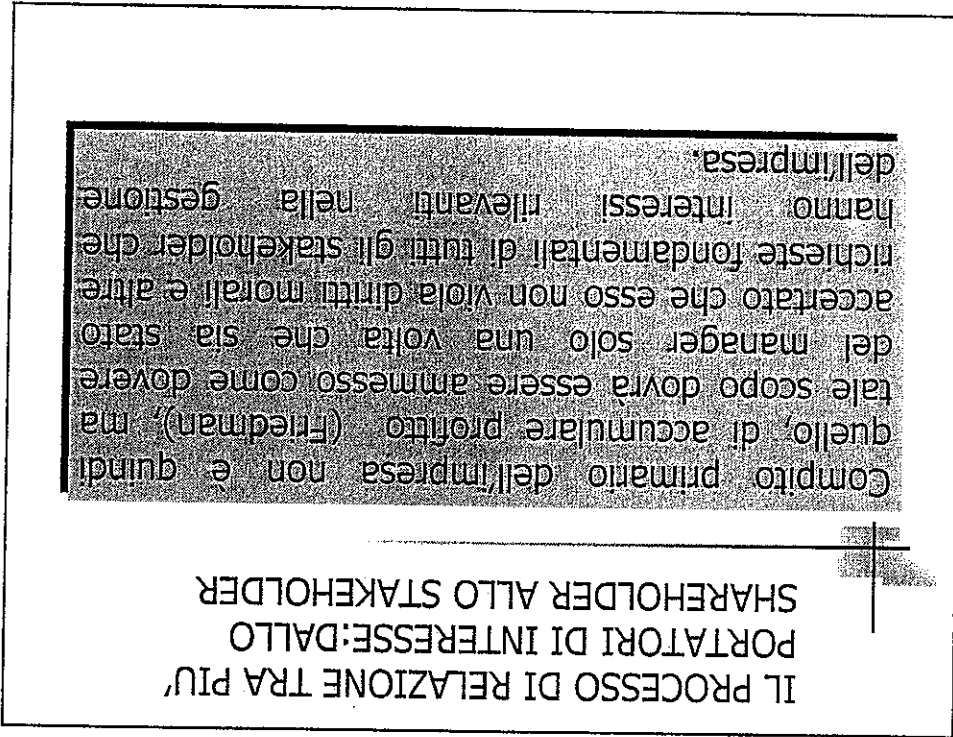 IL PROCESSO DI RELAZIONE TRA PIU'
PORTATORI DI INTERESSE:DALLO
SHAREHOLDER ALLO STAKEHOLDER
Compito primario dell'impresa non è quindi
quello, di accumulare profitto (Friedman), ma
tale scopo dovrà essere ammesso come dovere
del manager solo una volta che sia stato
accertato che esso non viola diritti morali e altre
richieste fondamentali di tutti gli stakeholder che
hanno interessi rilevanti nella gestione
dell'impresa.